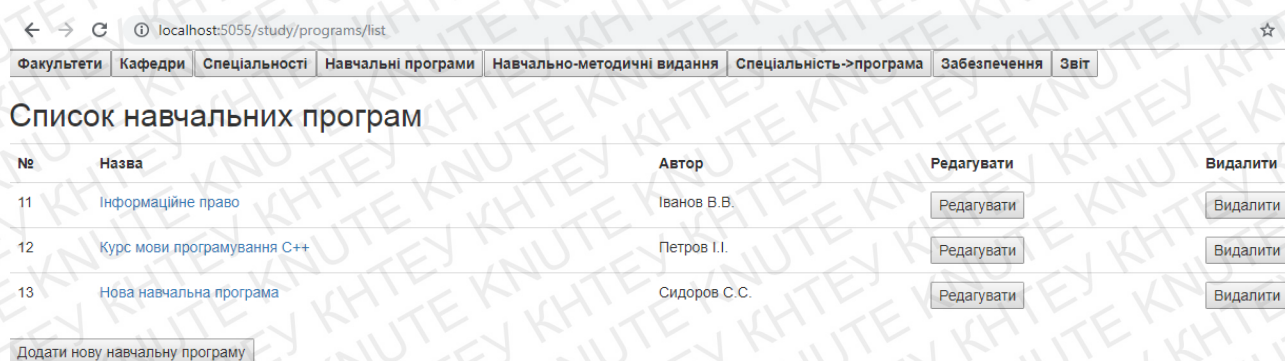 localhost:5055/study/programs/list
Факультети Кафедри Спеціальності Навчальні програми Навчально-методичні видання Спеціальність->програма Забезпечення Звіт
Список навчальних програм
№ Назва Автор Редагувати Видалити
11 Інформаційне право Іванов В.В. Редагувати Видалити
12 Курс мови програмування C++ Петров І.І. Редагувати Видалити
13 Нова навчальна програма Сидоров С.С. Редагувати Видалити
Додати нову навчальну програму